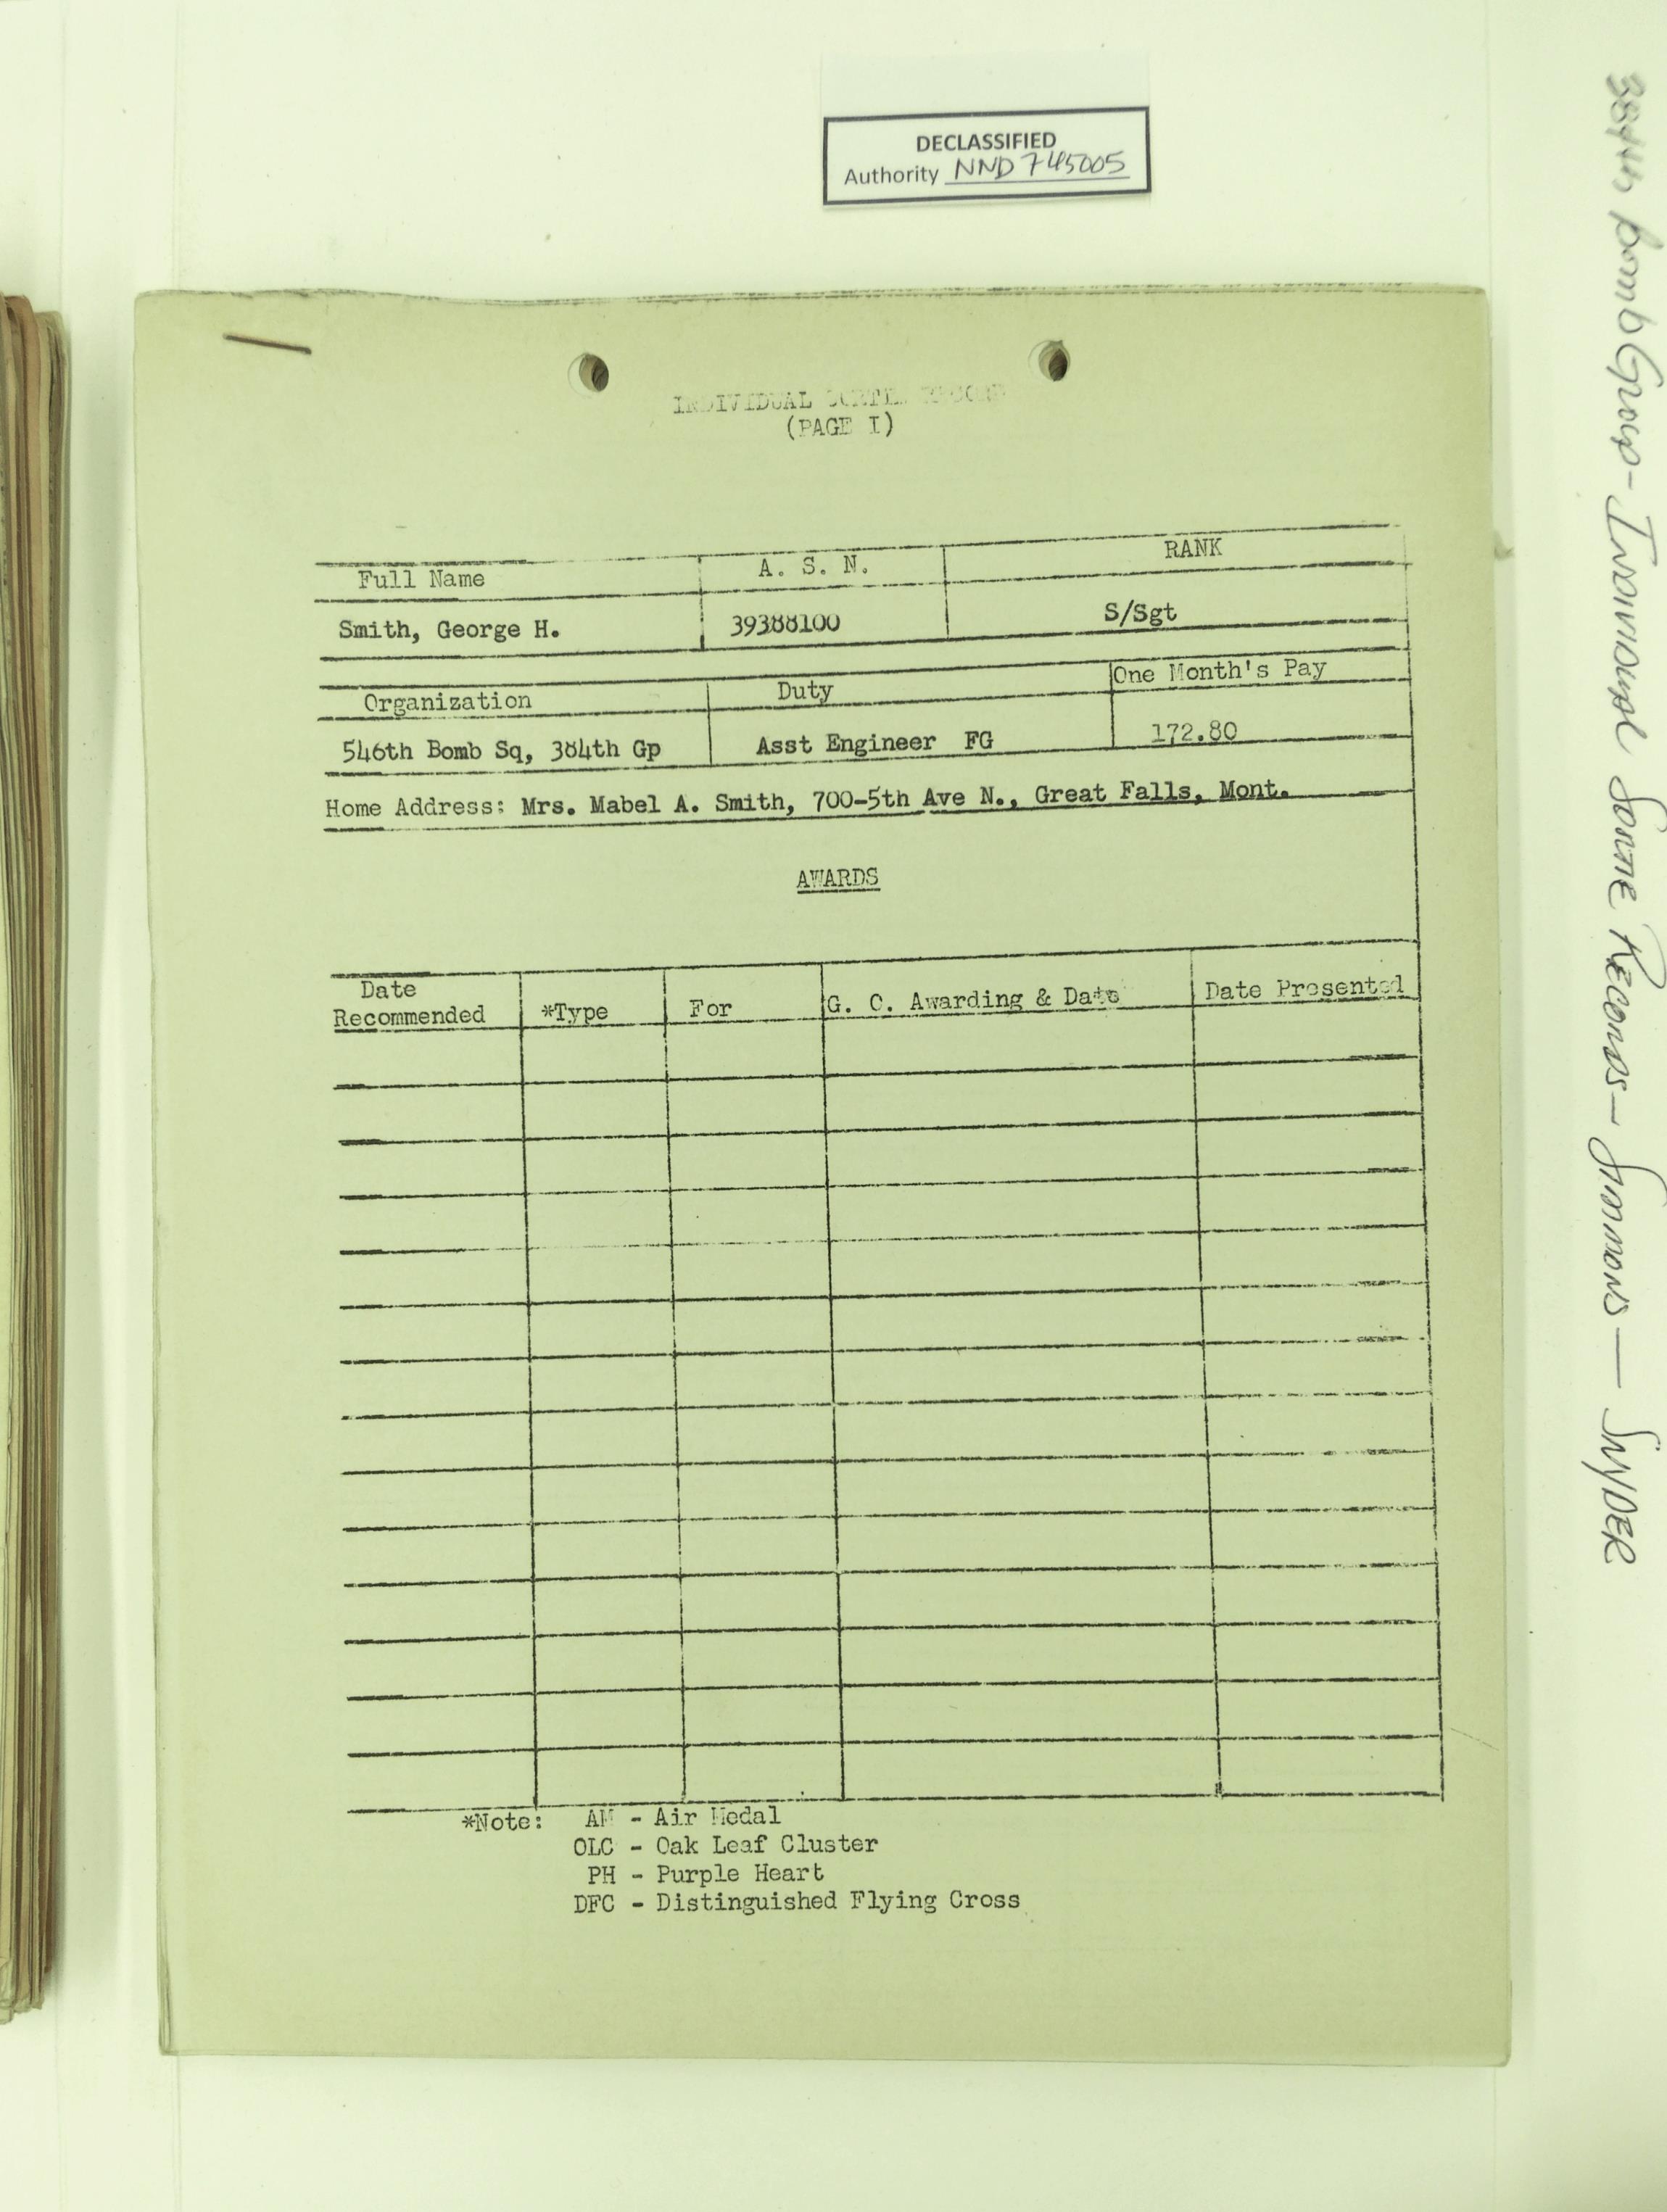 DECLASSIFIED
Authority NND 745005
INDIVIDUAL SORTIE RECORD
(PAGE I)
Full Name A. S. N. RANK
Smith, George H. 39388100 S/Sgt
Organization Duty One Month's Pay
546th Bomb Sq, 384th Gp Asst Engineer FG 172.80
Home Address: Mrs. Mabel A. Smith, 700-5th Ave N., Great Falls, Mont.
AWARDS
Date
Recommended *Type For G. O. Awarding & Date Date Presented
*Note: AM - Air Medal
OLC - Oak Leaf Cluster
PH - Purple Heart
DFC - Distinguished Flying Cross
384th Bomb Group - Individual Sortie Records - Simmons - Snyder